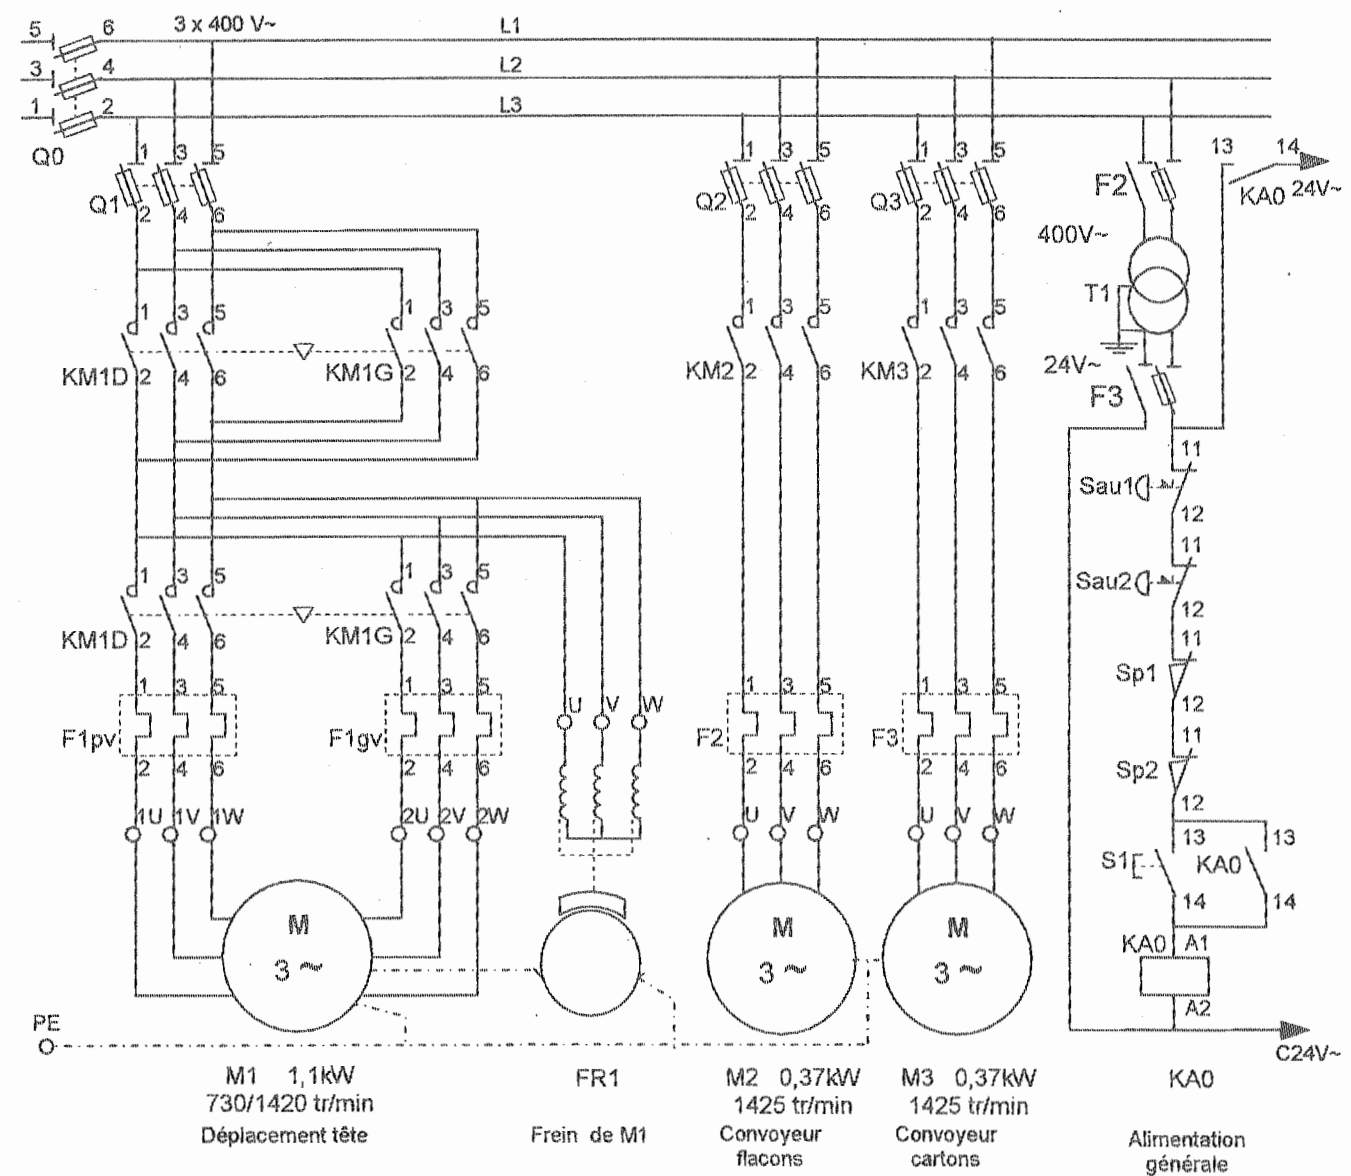 5 6 3 x 400 V~ L1
3 4 L2
1 2 L3
Q0
1 3 5 1 3 5 1 3 5 13 14
Q1 Q2 Q3 F2 KA0 24V~
2 4 6 2 4 6 2 4 6
400V~
T1
1 3 5 1 3 5 1 3 5 1 3 5
KM1D 2 4 6 KM1G 2 4 6 KM2 2 4 6 KM3 2 4 6
24V~
F3
11
Sau1
12
11
Sau2
12
1 3 5 1 3 5
KM1D 2 4 6 KM1G 2 4 6
11
Sp1
12
1 3 5 1 3 5 U V W 1 3 5 1 3 5
F1pv F1gv F2 F3
2 4 6 2 4 6 2 4 6 2 4 6
11
Sp2
12
1U 1V 1W 2U 2V 2W U V W U V W
13 13
S1 KA0
14 14
M M M
3 ~ 3 ~ 3 ~
KA0 A1
A2
PE
C24V~
M1 1,1kW FR1 M2 0,37kW M3 0,37kW KA0
730/1420 tr/min 1425 tr/min 1425 tr/min
Déplacement tête Frein de M1 Convoyeur Convoyeur Alimentation
flacons cartons générale